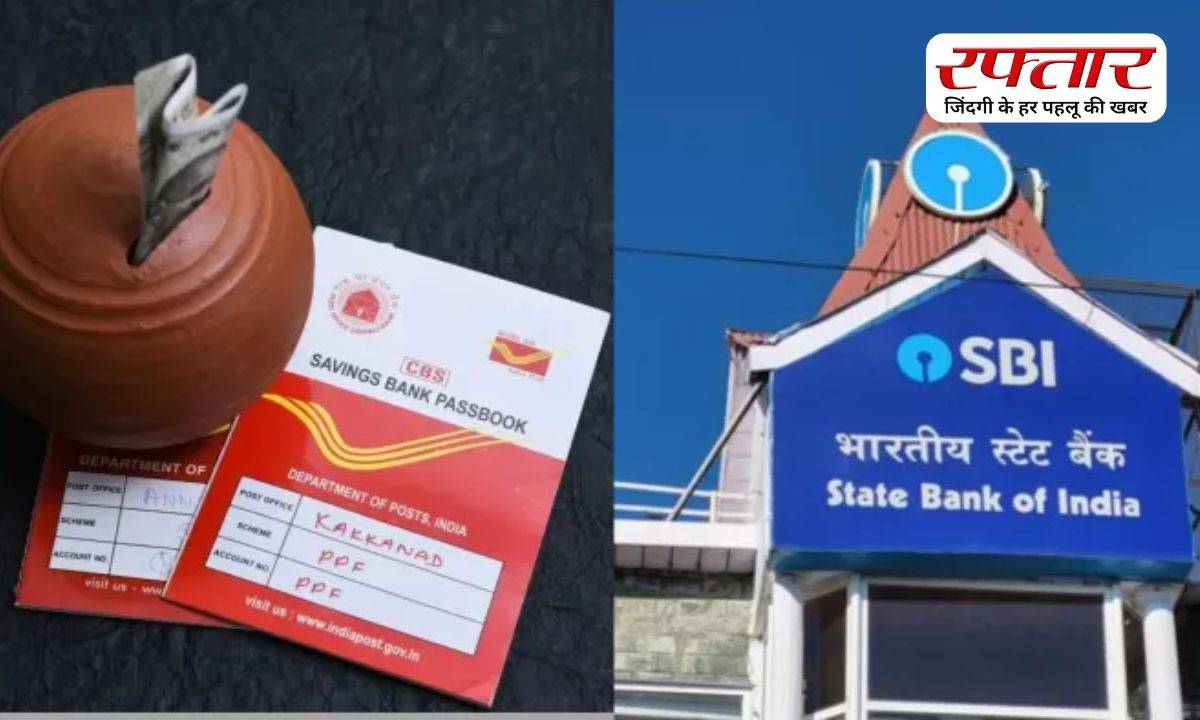 रफ्तार
जिंदगी के हर पहलू की खबर
CBS
SAVINGS BANK PASSBOOK
DEPARTMENT OF POSTS, INDIA
POST OFFICE KAKKANAD
SCHEME PPF
ACCOUNT NO. PPF
visit us : www.indiapost.gov.in
DEPARTMENT OF
POST OFFICE ANN
SCHEME
ACCOUNT NO.
visit us - ww
SBI
भारतीय स्टेट बैंक
State Bank of India